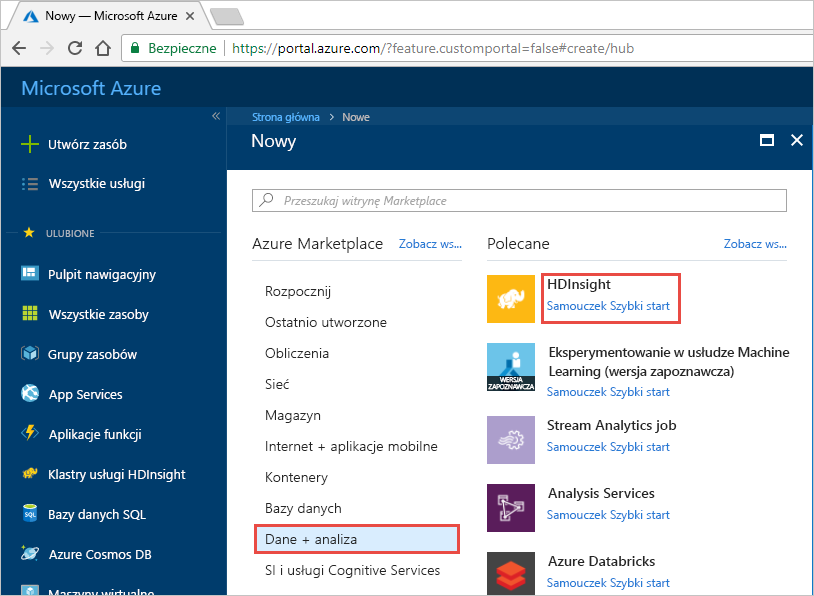 Nowy — Microsoft Azure
Bezpieczne
https://portal.azure.com/?feature.customportal=false#create/hub
Microsoft Azure
Utwórz zasób
Wszystkie usługi
ULUBIONE
Pulpit nawigacyjny
Wszystkie zasoby
Grupy zasobów
App Services
Aplikacje funkcji
Klastry usługi HDInsight
SQL
Bazy danych SQL
Azure Cosmos DB
Maszyny wirtualne
Strona główna > Nowe
Nowy
Przeszukaj witrynę Marketplace
Azure Marketplace
Zobacz ws...
Rozpocznij
Ostatnio utworzone
Obliczenia
Sieć
Magazyn
Internet + aplikacje mobilne
Kontenery
Bazy danych
Dane + analiza
SI i usługi Cognitive Services
Polecane
Zobacz ws...
HDInsight
Samouczek Szybki start
WERSJA
ZAPOZNAWCZA
Eksperymentowanie w usłudze Machine
Learning (wersja zapoznawcza)
Samouczek Szybki start
Stream Analytics job
Samouczek Szybki start
Analysis Services
Samouczek Szybki start
Azure Databricks
Samouczek Szybki start